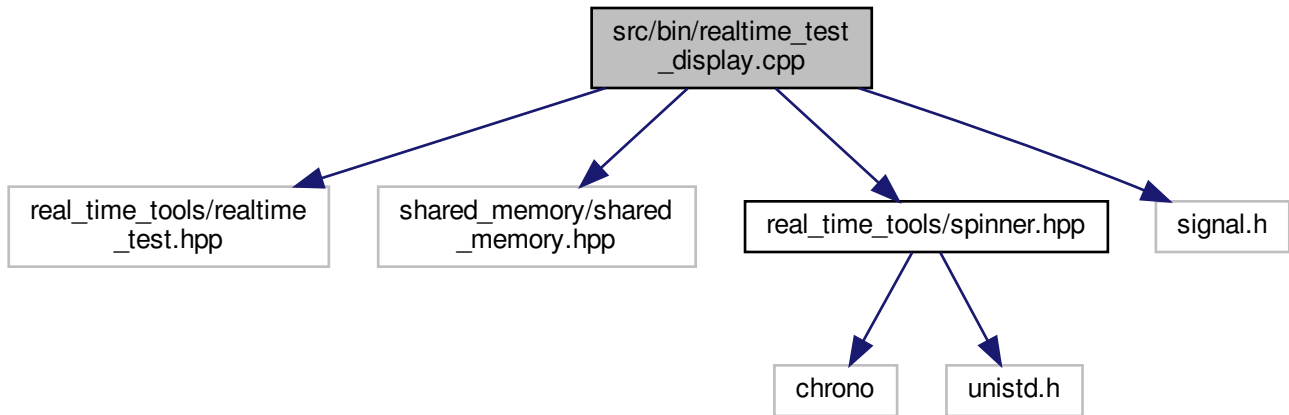 src/bin/realtime_test
_display.cpp
real_time_tools/realtime
_test.hpp
shared_memory/shared
_memory.hpp
real_time_tools/spinner.hpp
signal.h
chrono
unistd.h